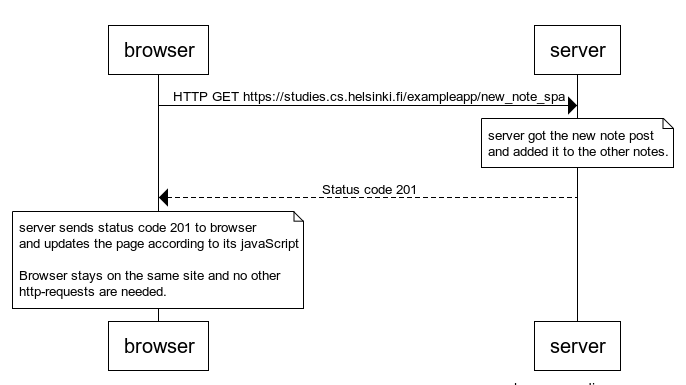 browser
server
HTTP GET https://studies.cs.helsinki.fi/exampleapp/new_note_spa
server got the new note post
and added it to the other notes.
Status code 201
server sends status code 201 to browser
and updates the page according to its javaScript
Browser stays on the same site and no other
http-requests are needed.
browser
server